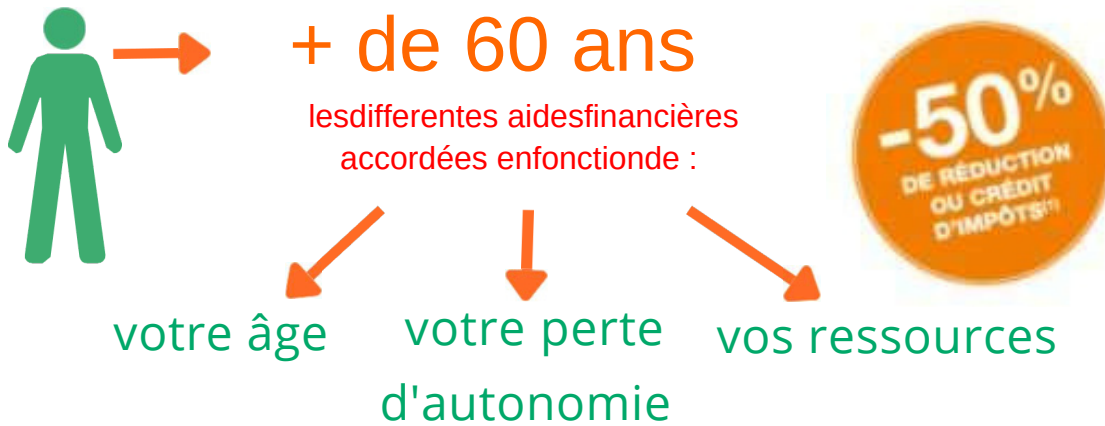 + de 60 ans
lesdifferentes aidesfinancières
accordées enfonctionde :
-50%
DE RÉDUCTION
OU CRÉDIT
D'IMPÔTS(1)
votre âge
votre perte
d'autonomie
vos ressources